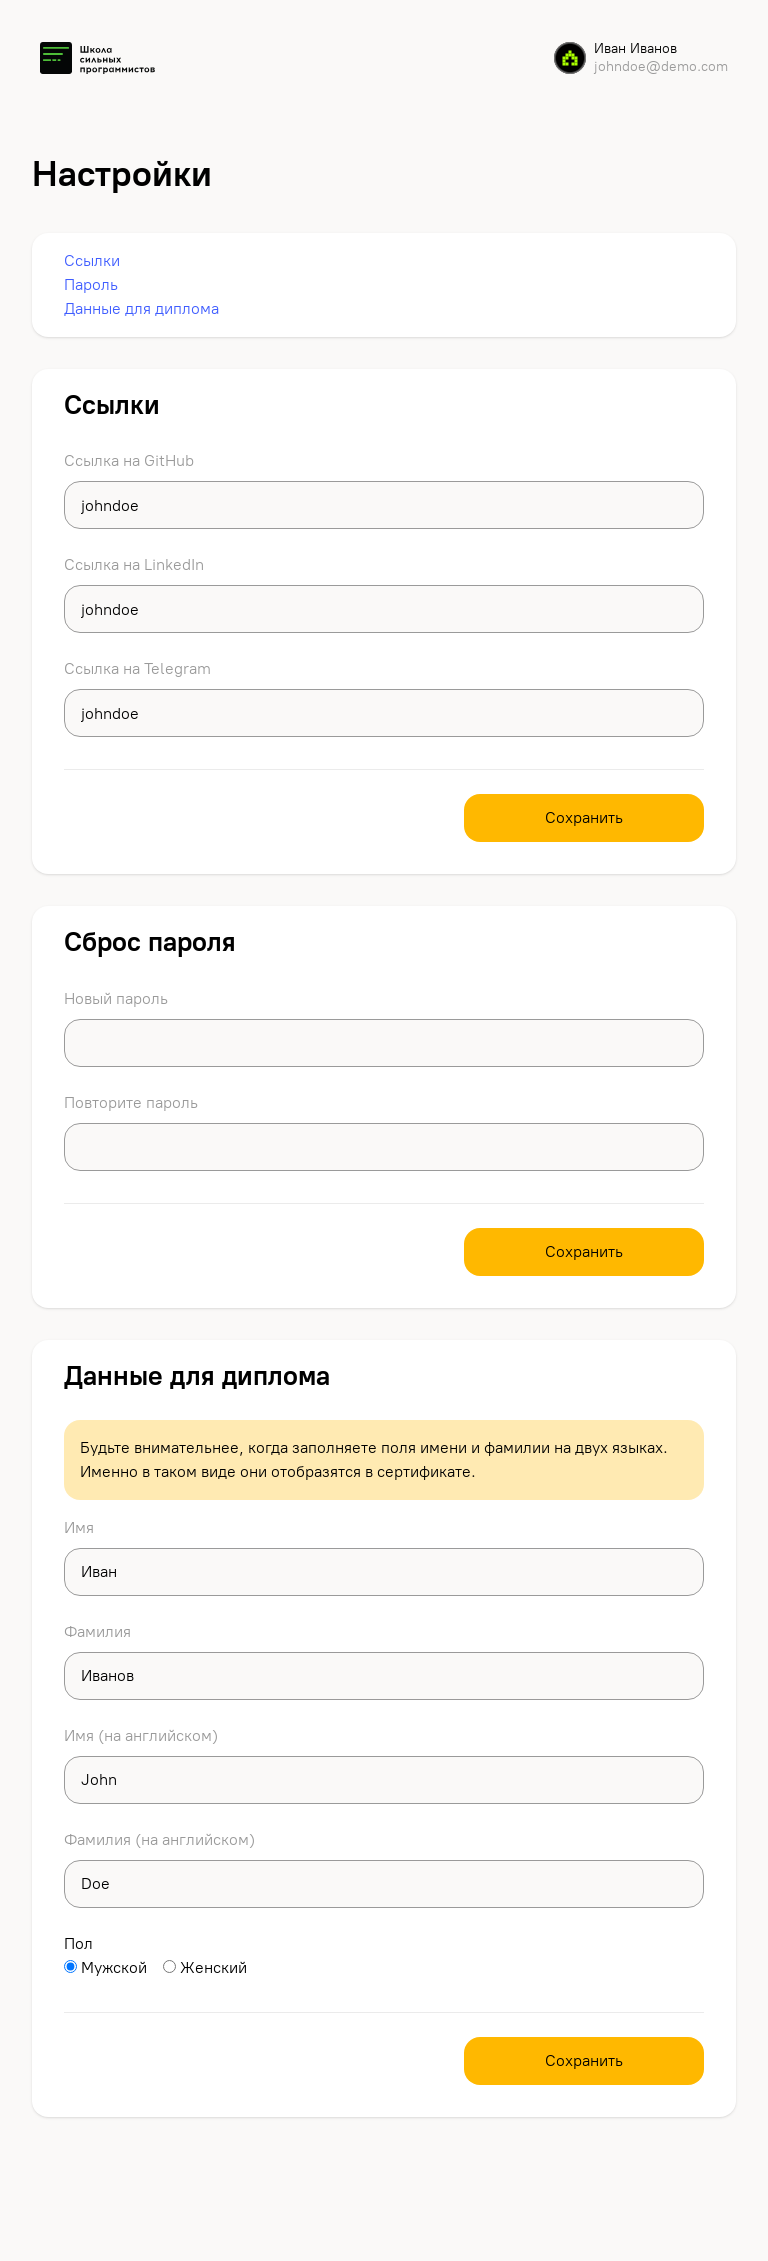 Школа
сильных
программистов
Иван Иванов
johndoe@demo.com
Настройки
Ссылки
Пароль
Данные для диплома
Ссылки
Ссылка на GitHub
johndoe
Ссылка на LinkedIn
johndoe
Ссылка на Telegram
johndoe
Сохранить
Сброс пароля
Новый пароль
Повторите пароль
Сохранить
Данные для диплома
Будьте внимательнее, когда заполняете поля имени и фамилии на двух языках.
Именно в таком виде они отобразятся в сертификате.
Имя
Иван
Фамилия
Иванов
Имя (на английском)
John
Фамилия (на английском)
Doe
Пол
Мужской Женский
Сохранить